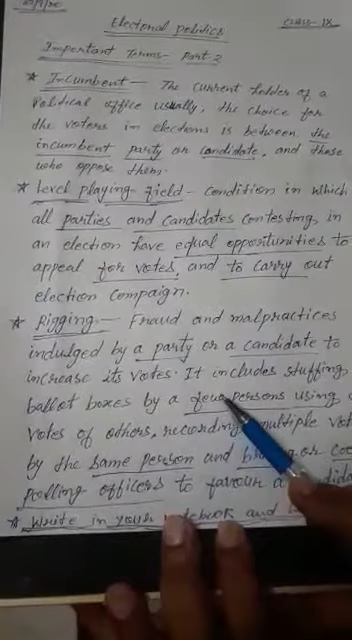 Electoral politics
Class-IX
Important Terms- Part 2
* Incumbent — The current holder of a
Political office usually, the choice for
the voters in elections is between the
incumbent party or candidate, and those
who oppose them.
* Level playing-field - Condition in which
all parties and candidates contesting, in
an election have equal opportunities to
appeal for votes, and to carry out
election campaign.
* Rigging — Fraud and malpractices
indulged by a party or a candidate to
increase its votes. It includes stuffing
ballot boxes by a few persons using
votes of others, recording multiple
by the same person and or
polling officers to favour a
* Write in your notebook and